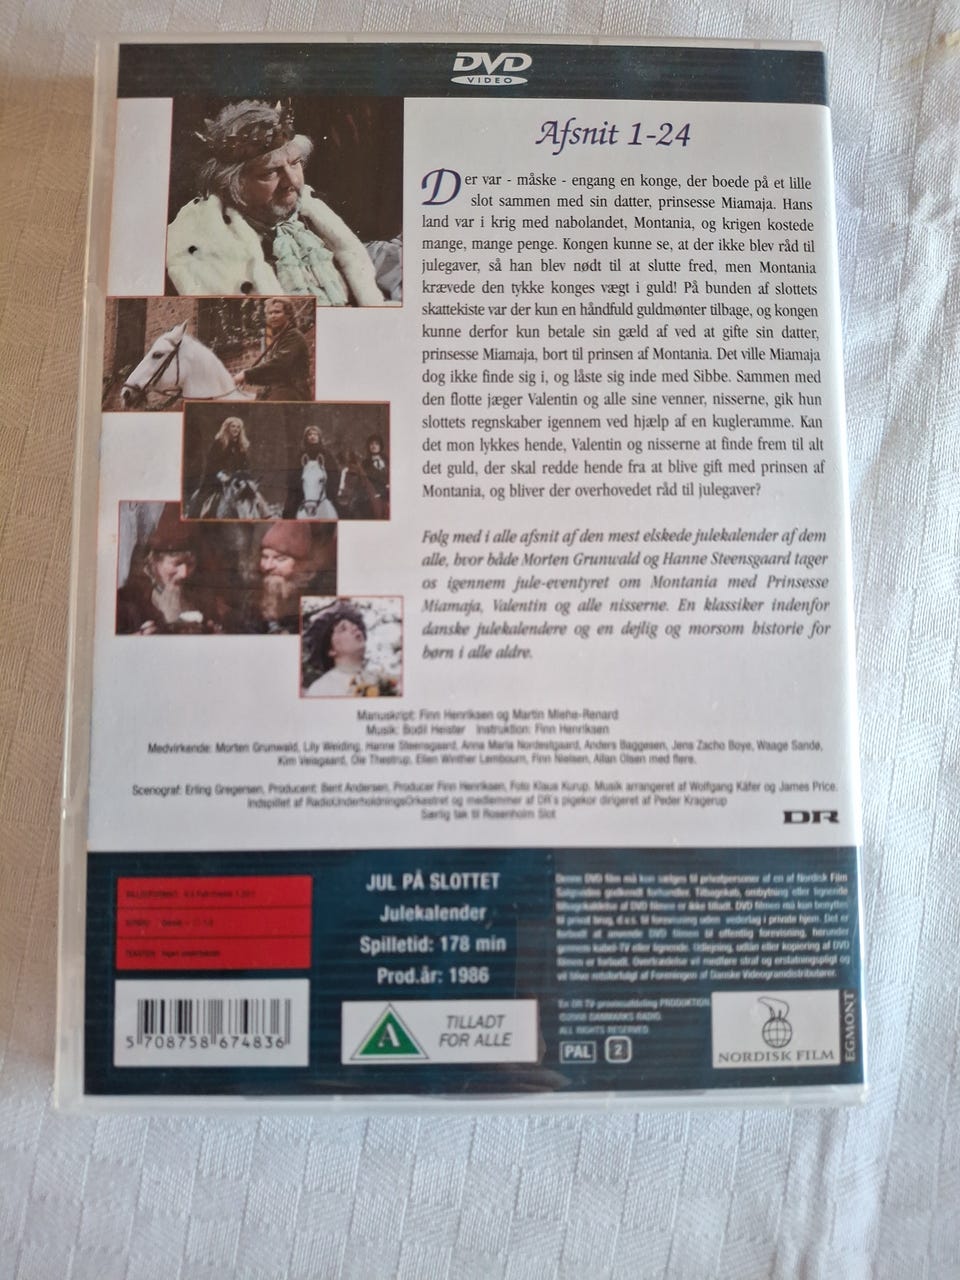 DVD
VIDEO
Afsnit 1-24
Der var - måske - engang en konge, der boede på et lille
slot sammen med sin datter, prinsesse Miamaja. Hans
land var i krig med nabolandet, Montania, og krigen kostede
mange, mange penge. Kongen kunne se, at der ikke blev råd til
julegaver, så han blev nødt til at slutte fred, men Montania
krævede den tykke konges vægt i guld! På bunden af slottets
skattekiste var der kun en håndfuld guldmønter tilbage, og kongen
kunne derfor kun betale sin gæld af ved at gifte sin datter,
prinsesse Miamaja, bort til prinsen af Montania. Det ville Miamaja
dog ikke finde sig i, og låste sig inde med Sibbe. Sammen med
den flotte jæger Valentin og alle sine venner, nisserne, gik hun
slottets regnskaber igennem ved hjælp af en kugleramme. Kan
det mon lykkes hende, Valentin og nisserne at finde frem til alt
det guld, der skal redde hende fra at blive gift med prinsen af
Montania, og bliver der overhovedet råd til julegaver?
Følg med i alle afsnit af den mest elskede julekalender af dem
alle, hvor både Morten Grunwald og Hanne Steensgaard tager
os igennem jule-eventyret om Montania med Prinsesse
Miamaja, Valentin og alle nisserne. En klassiker indenfor
danske julekalendere og en dejlig og morsom historie for
børn i alle aldre.
Manuskript: Finn Henriksen og Martin Miehe-Renard
Musik: Bodil Heister Instruktion: Finn Henriksen
Medvirkende: Morten Grunwald, Lily Weiding, Hanne Steensgaard, Anna Maria Nordestgaard, Anders Baggesen, Jens Zacho Boye, Waage Sandø,
Kim Veisgaard, Ole Thestrup, Ellen Winther Lembourn, Finn Nielsen, Allan Olsen med flere.
Scenograf: Erling Gregersen, Producent: Bent Andersen, Producer Finn Henriksen, Foto Klaus Kurup. Musik arrangeret af Wolfgang Käfer og James Price.
Indspillet af RadioUnderholdningsOrkestret og medlemmer af DR's pigekor dirigeret af Peder Kragerup
Særlig tak til Rosenholm Slot
DR
JUL PÅ SLOTTET
Julekalender
Spilletid: 178 min
Prod.år: 1986
5 708758 674836
A
TILLADT
FOR ALLE
ALL RIGHTS RESERVED
PAL 2
NORDISK FILM
EGMONT